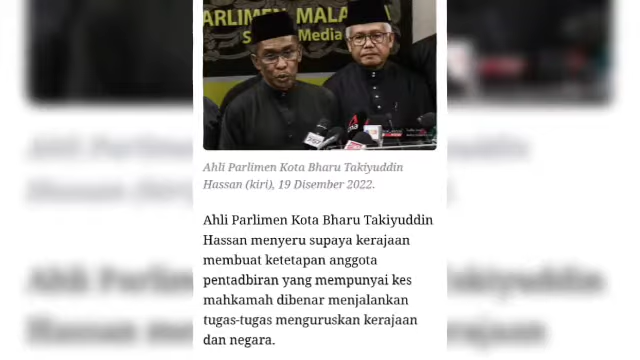 PARLIMEN MALA
Media
Ahli Parlimen Kota Bharu Takiyuddin
Hassan (kiri), 19 Disember 2022.
Ahli Parlimen Kota Bharu Takiyuddin
Hassan menyeru supaya kerajaan
membuat ketetapan anggota
pentadbiran yang mempunyai kes
mahkamah dibenar menjalankan
tugas-tugas menguruskan kerajaan
dan negara.